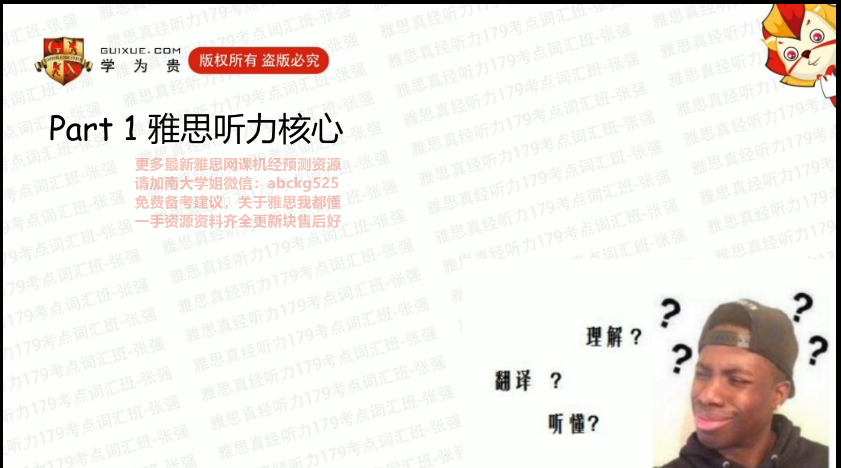 GUIXUE.COM
学为贵
版权所有 盗版必究
Part 1 雅思听力核心
更多最新雅思网课机经预测资源
请加南大学姐微信：abckg525
免费备考建议，关于雅思我都懂
一手资源资料齐全更新块售后好
理解？
翻译 ？
听懂？
? ? ? ?
雅思真经听力179考点词汇班-张强